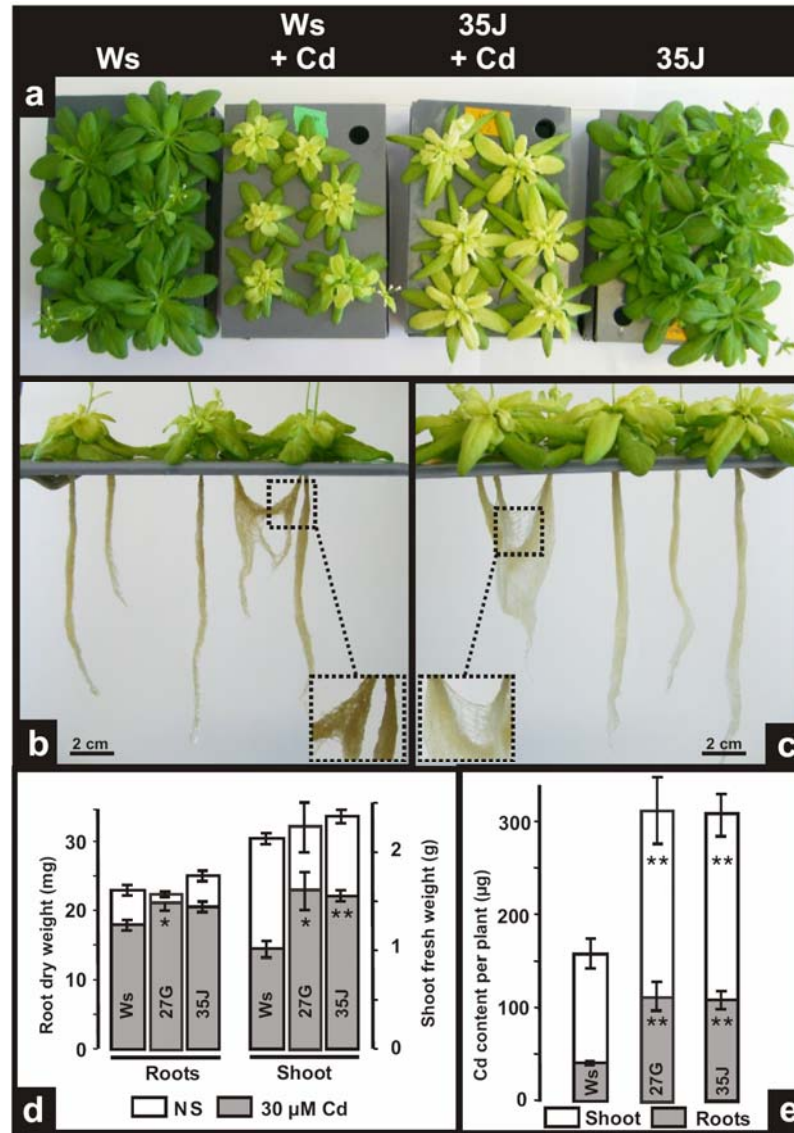 Ws
Ws + Cd
35J + Cd
35J
a
b
2 cm
2 cm
c
Root dry weight (mg)
30
20
10
0
Ws
27G
*
35J
Roots
Ws
27G
*
35J
**
Shoot
2
1
0
Shoot fresh weight (g)
NS
30 µM Cd
d
Cd content per plant (µg)
300
200
150
100
0
Ws
27G
**
**
35J
**
**
Shoot
Roots
e